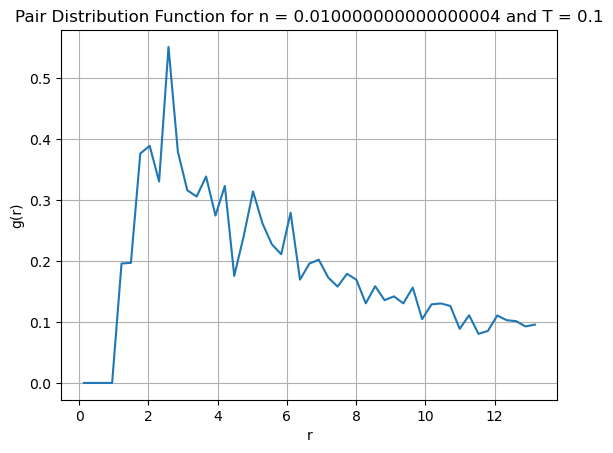 Pair Distribution Function for n = 0.010000000000000004 and T = 0.1
0.5
0.4
0.3
0.2
0.1
0.0
g(r)
0 2 4 6 8 10 12
r